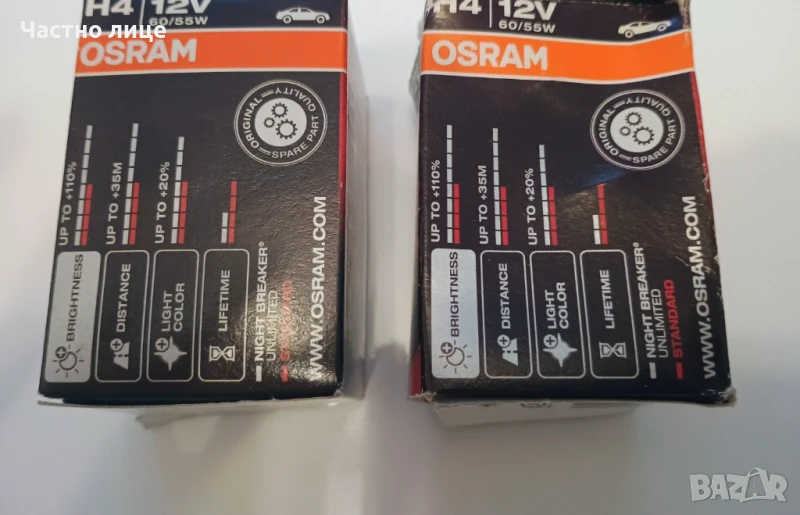 Частно лице
H4 12V
60/55W
OSRAM
ORIGINAL
SPARE PART QUALITY
UP TO +110%
UP TO +35M
UP TO +20%
BRIGHTNESS
DISTANCE
LIGHT
COLOR
LIFETIME
NIGHT BREAKER®
UNLIMITED
STANDARD
WWW.OSRAM.COM
H4 12V
60/55W
OSRAM
ORIGINAL
SPARE PART QUALITY
UP TO +110%
UP TO +35M
UP TO +20%
BRIGHTNESS
DISTANCE
LIGHT
COLOR
LIFETIME
NIGHT BREAKER®
UNLIMITED
STANDARD
WWW.OSRAM.COM
BAZAR